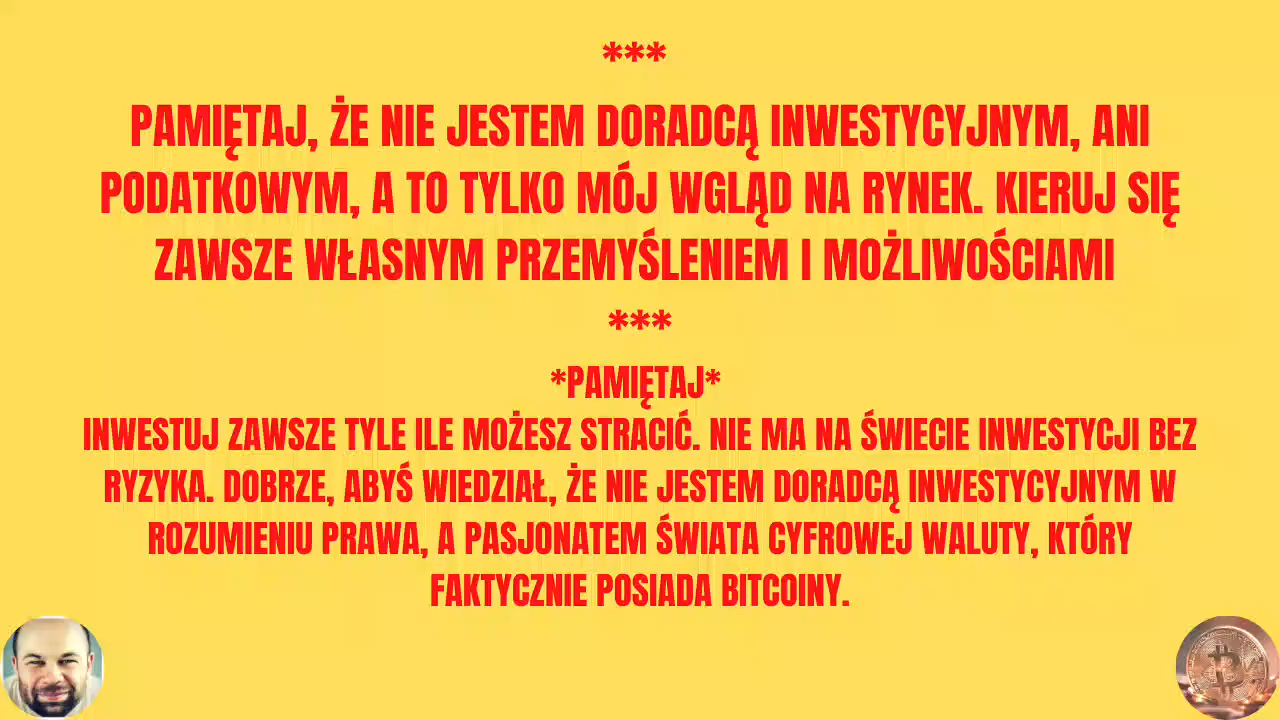 ***
PAMIĘTAJ, ŻE NIE JESTEM DORADCĄ INWESTYCYJNYM, ANI
PODATKOWYM, A TO TYLKO MÓJ WGLĄD NA RYNEK. KIERUJ SIĘ
ZAWSZE WŁASNYM PRZEMYŚLENIEM I MOŻLIWOŚCIAMI
***
*PAMIĘTAJ*
INWESTUJ ZAWSZE TYLE ILE MOŻESZ STRACIĆ. NIE MA NA ŚWIECIE INWESTYCJI BEZ
RYZYKA. DOBRZE, ABYŚ WIEDZIAŁ, ŻE NIE JESTEM DORADCĄ INWESTYCYJNYM W
ROZUMIENIU PRAWA, A PASJONATEM ŚWIATA CYFROWEJ WALUTY, KTÓRY
FAKTYCZNIE POSIADA BITCOINY.